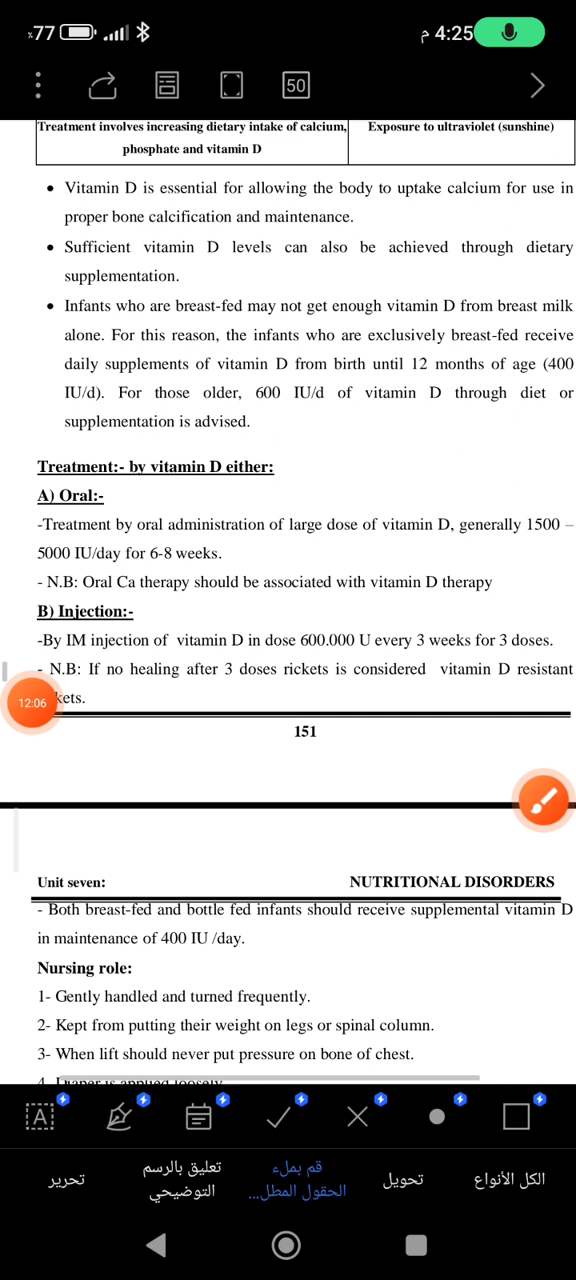 %77
4:25 م
50
Treatment involves increasing dietary intake of calcium, Exposure to ultraviolet (sunshine)
phosphate and vitamin D
• Vitamin D is essential for allowing the body to uptake calcium for use in
proper bone calcification and maintenance.
• Sufficient vitamin D levels can also be achieved through dietary
supplementation.
• Infants who are breast-fed may not get enough vitamin D from breast milk
alone. For this reason, the infants who are exclusively breast-fed receive
daily supplements of vitamin D from birth until 12 months of age (400
IU/d). For those older, 600 IU/d of vitamin D through diet or
supplementation is advised.
Treatment:- by vitamin D either:
A) Oral:-
-Treatment by oral administration of large dose of vitamin D, generally 1500 –
5000 IU/day for 6-8 weeks.
- N.B: Oral Ca therapy should be associated with vitamin D therapy
B) Injection:-
-By IM injection of vitamin D in dose 600.000 U every 3 weeks for 3 doses.
- N.B: If no healing after 3 doses rickets is considered vitamin D resistant
kets.
12:06
151
Unit seven: NUTRITIONAL DISORDERS
- Both breast-fed and bottle fed infants should receive supplemental vitamin D
in maintenance of 400 IU /day.
Nursing role:
1- Gently handled and turned frequently.
2- Kept from putting their weight on legs or spinal column.
3- When lift should never put pressure on bone of chest.
4- Diaper is applied loosely
A
الكل الأنواع
تحويل
قم بملء
الحقول المطل...
تعليق بالرسم
التوضيحي
تحرير